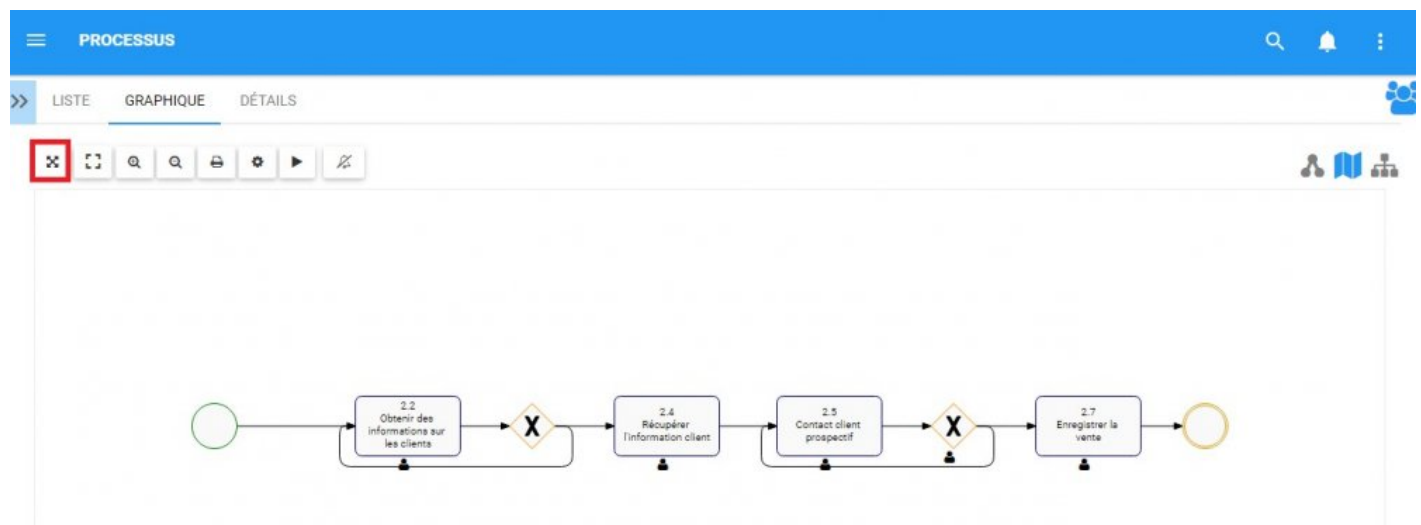 PROCESSUS
LISTE GRAPHIQUE DÉTAILS
2.2
Obtenir des
informations sur
les clients
X
2.4
Récupérer
l'information client
2.5
Contact client
prospectif
X
2.7
Enregistrer la
vente